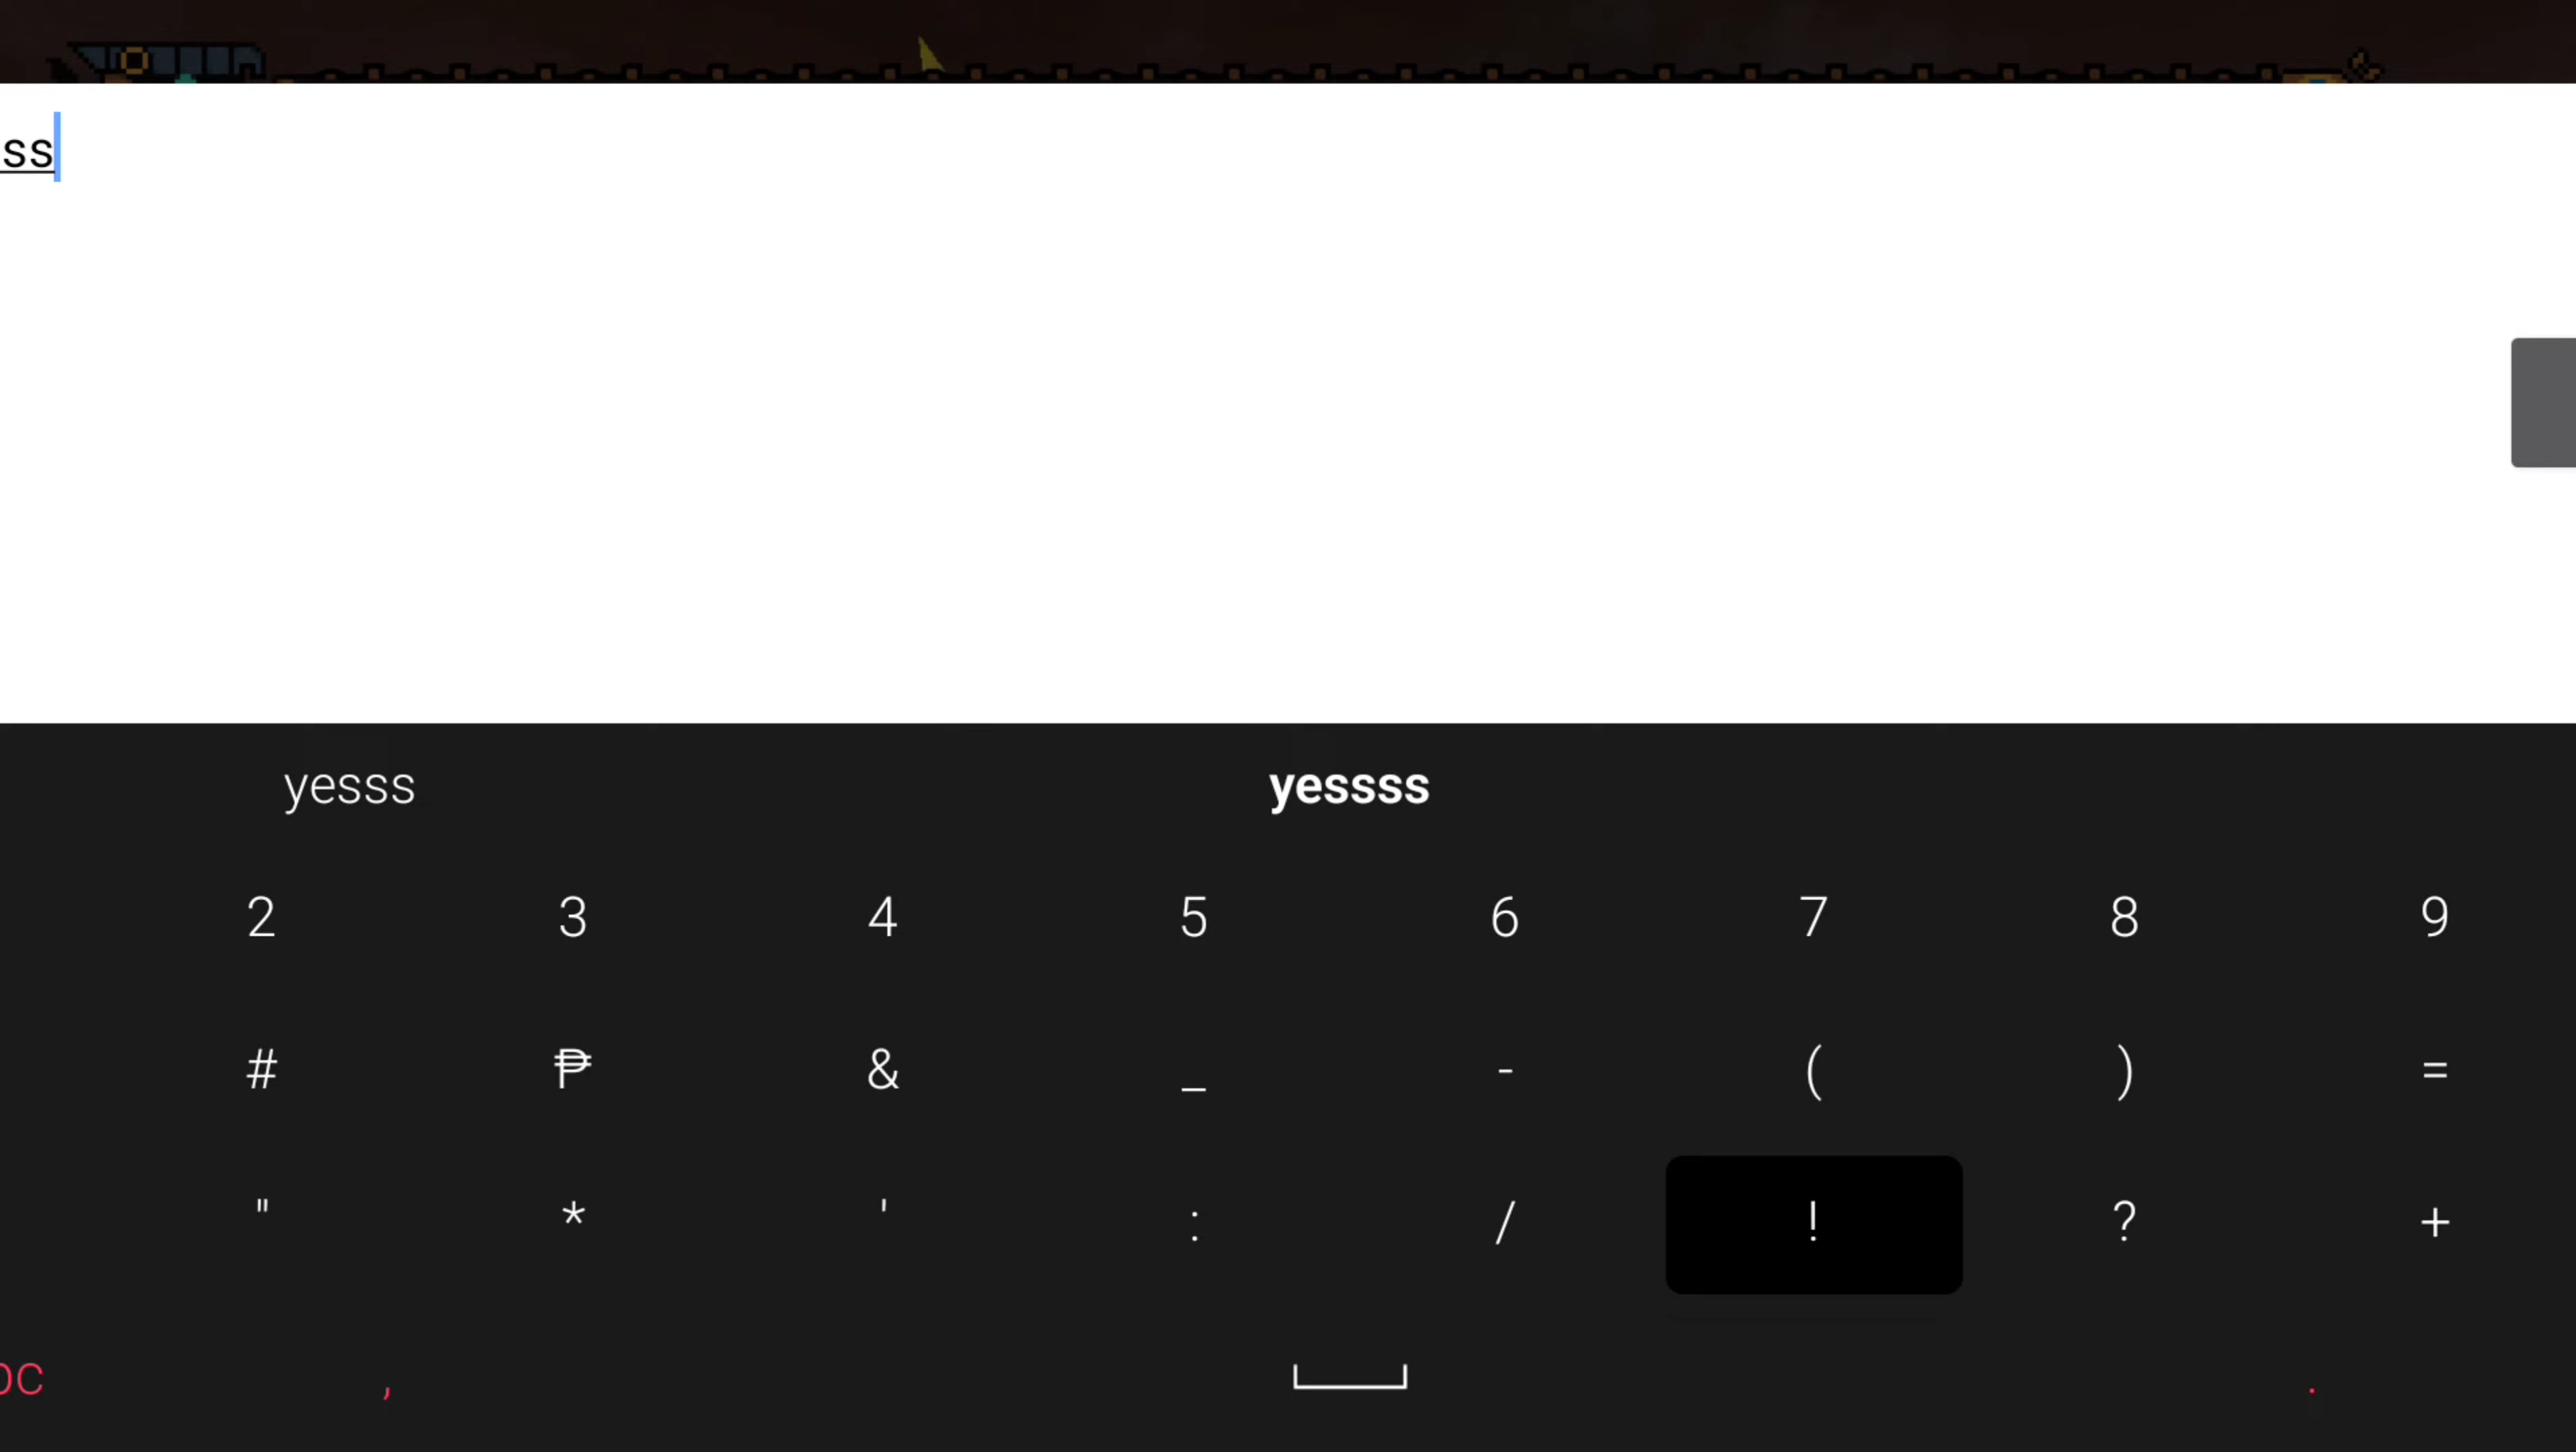 ss
yesss yessss
2 3 4 5 6 7 8 9
# ₱ & _ - ( ) =
" * ' : / ! ? +
, .